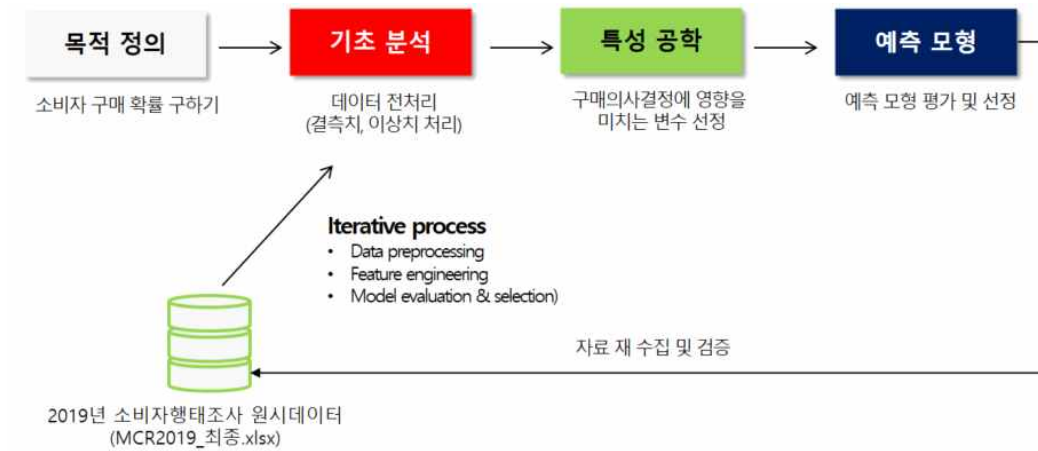 목적 정의
기초 분석
특성 공학
예측 모형
소비자 구매 확률 구하기
데이터 전처리
(결측치, 이상치 처리)
구매의사결정에 영향을
미치는 변수 선정
예측 모형 평가 및 선정
Iterative process
• Data preprocessing
• Feature engineering
• Model evaluation & selection)
자료 재 수집 및 검증
2019년 소비자행태조사 원시데이터
(MCR2019_최종.xlsx)